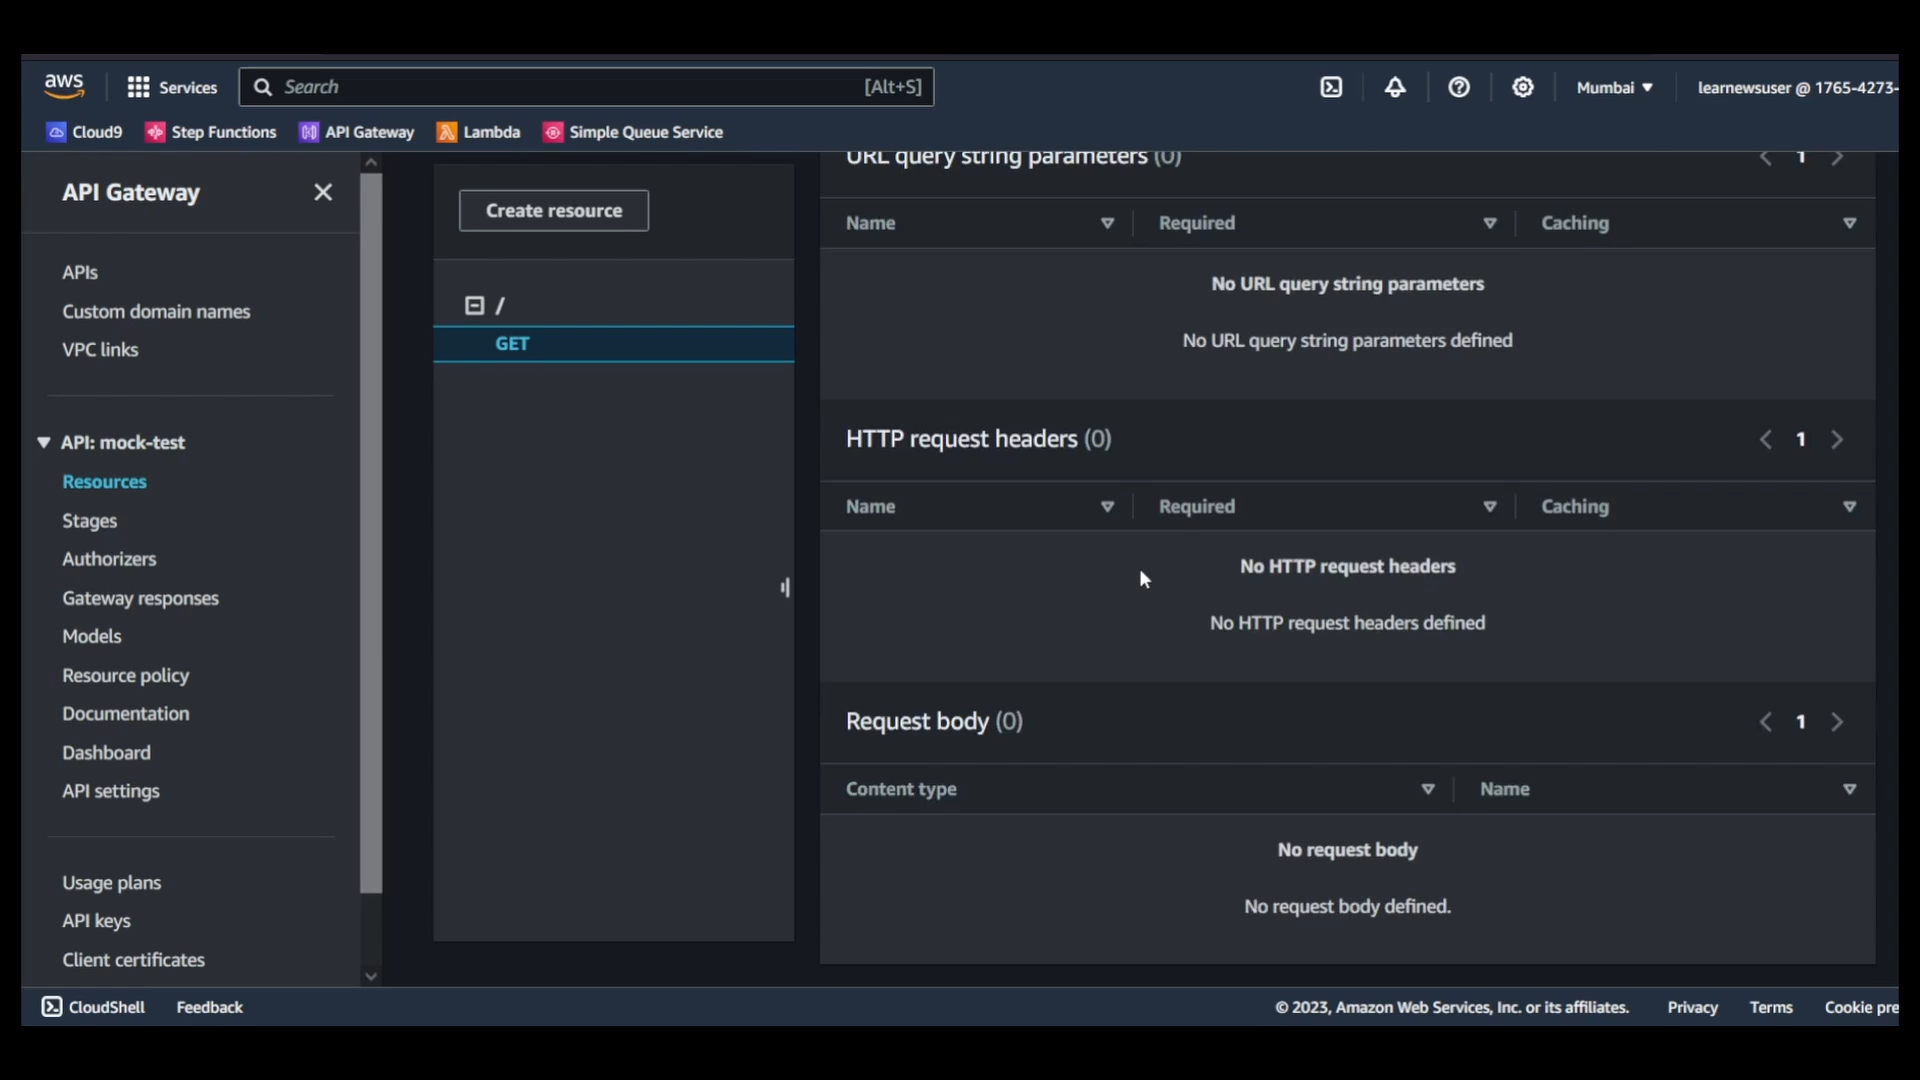 aws
Services
Search
[Alt+S]
Mumbai
learnewsuser @ 1765-4273-
Cloud9
Step Functions
API Gateway
Lambda
Simple Queue Service
API Gateway
APIs
Custom domain names
VPC links
API: mock-test
Resources
Stages
Authorizers
Gateway responses
Models
Resource policy
Documentation
Dashboard
API settings
Usage plans
API keys
Client certificates
Create resource
/
GET
URL query string parameters (0)
1
Name
Required
Caching
No URL query string parameters
No URL query string parameters defined
HTTP request headers (0)
1
Name
Required
Caching
No HTTP request headers
No HTTP request headers defined
Request body (0)
1
Content type
Name
No request body
No request body defined.
CloudShell
Feedback
© 2023, Amazon Web Services, Inc. or its affiliates.
Privacy
Terms
Cookie pre